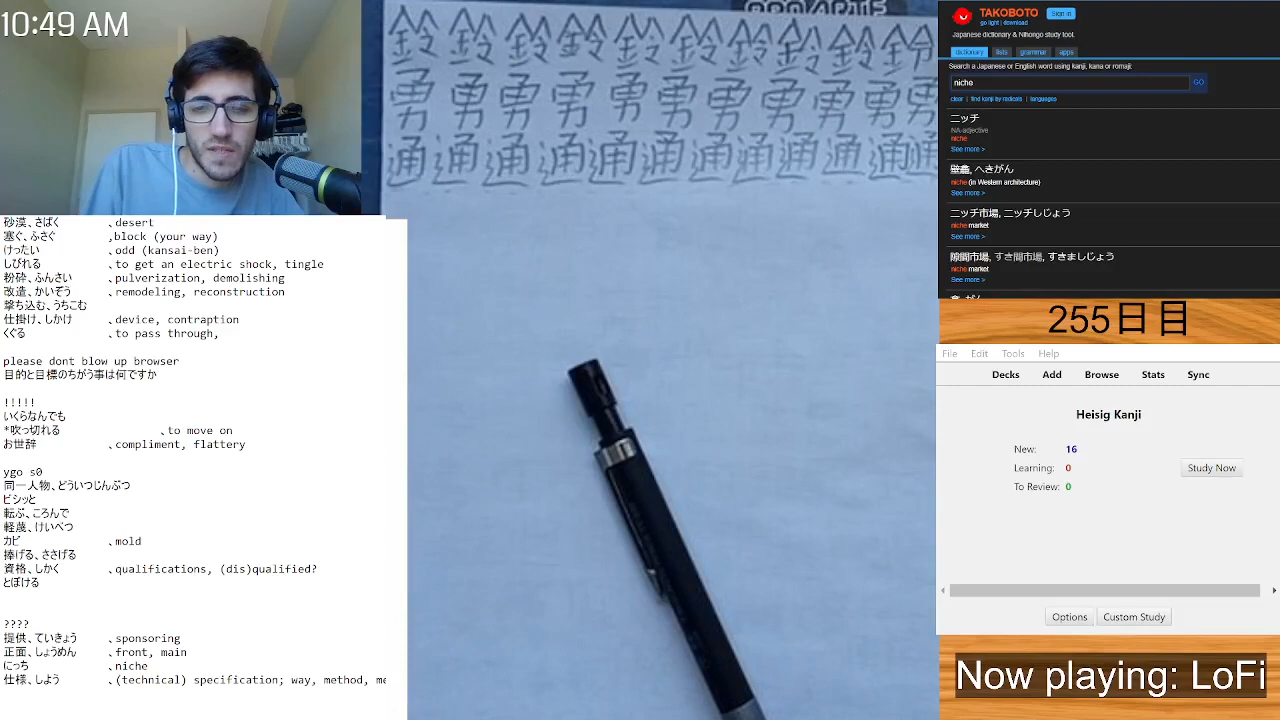 10:49 AM
鈴鈴鈴鈴鈴鈴鈴鈴鈴鈴
勇勇勇勇勇勇勇勇勇勇
通通通通通通通通通通
砂漠、さばく 、desert
塞ぐ、ふさぐ ,block (your way)
けったい 、odd (kansai-ben)
しびれる 、to get an electric shock, tingle
粉砕、ふんさい 、pulverization, demolishing
改造、かいぞう 、remodeling, reconstruction
撃ち込む、うちこむ
仕掛け、しかけ 、device, contraption
くぐる 、to pass through,
please dont blow up browser
目的と目標のちがう事は何ですか
!!!!!
いくらなんでも
*吹っ切れる 、to move on
お世辞 、compliment, flattery
ygo s0
同一人物、どういつじんぶつ
ビシッと
転ぶ、ころんで
軽蔑、けいべつ
カビ 、mold
捧げる、ささげる
資格、しかく 、qualifications, (dis)qualified?
とぼける
????
提供、ていきょう 、sponsoring
正面、しょうめん 、front, main
にっち 、niche
仕様、しよう 、(technical) specification; way, method, me
TAKOBOTO Sign in
go light | download
Japanese dictionary & Nihongo study tool.
dictionary lists grammar apps
Search a Japanese or English word using kanji, kana or romaji:
niche GO
clear | find kanji by radicals | languages
ニッチ
NA-adjective
niche
See more >
壁龕, へきがん
niche (in Western architecture)
See more >
ニッチ市場, ニッチしじょう
niche market
See more >
隙間市場, すき間市場, すきましじょう
niche market
See more >
255日目
File Edit Tools Help
Decks Add Browse Stats Sync
Heisig Kanji
New: 16
Learning: 0
To Review: 0
Study Now
Options Custom Study
Now playing: LoFi